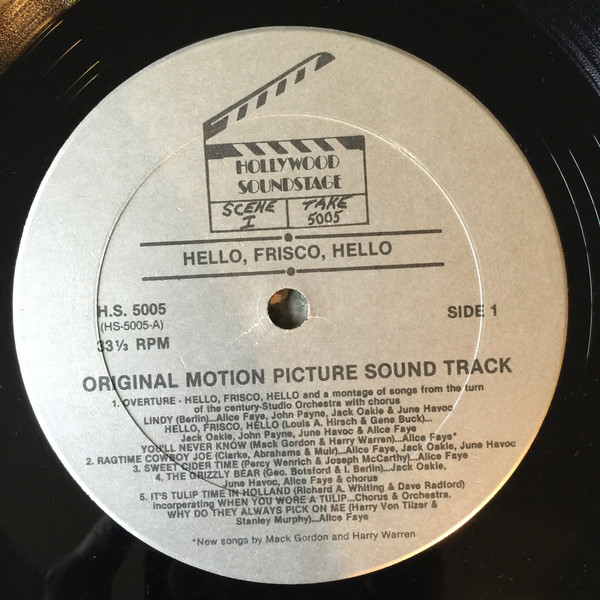 HOLLYWOOD
SOUNDSTAGE
SCENE TAKE
I 5005
HELLO, FRISCO, HELLO
H.S. 5005 SIDE 1
(HS-5005-A)
33 1/3 RPM
ORIGINAL MOTION PICTURE SOUND TRACK
1. OVERTURE - HELLO, FRISCO, HELLO and a montage of songs from the turn
of the century-Studio Orchestra with chorus
LINDY (Berlin)...Alice Faye, John Payne, Jack Oakie & June Havoc
HELLO, FRISCO, HELLO (Louis A. Hirsch & Gene Buck)...
Jack Oakie, John Payne, June Havoc & Alice Faye
YOU'LL NEVER KNOW (Mack Gordon & Harry Warren)...Alice Faye*
2. RAGTIME COWBOY JOE (Clarke, Abrahams & Muir)...Alice Faye, Jack Oakie, June Havoc
3. SWEET CIDER TIME (Percy Wenrich & Joseph McCarthy)...Alice Faye
4. THE GRIZZLY BEAR (Geo. Botsford & I. Berlin)...Jack Oakie,
June Havoc, Alice Faye & chorus
5. IT'S TULIP TIME IN HOLLAND (Richard A. Whiting & Dave Radford)
incorperating WHEN YOU WORE A TULIP...Chorus & Orchestra.
WHY DO THEY ALWAYS PICK ON ME (Harry Von Tilzer &
Stanley Murphy)...Alice Faye
*New songs by Mack Gordon and Harry Warren